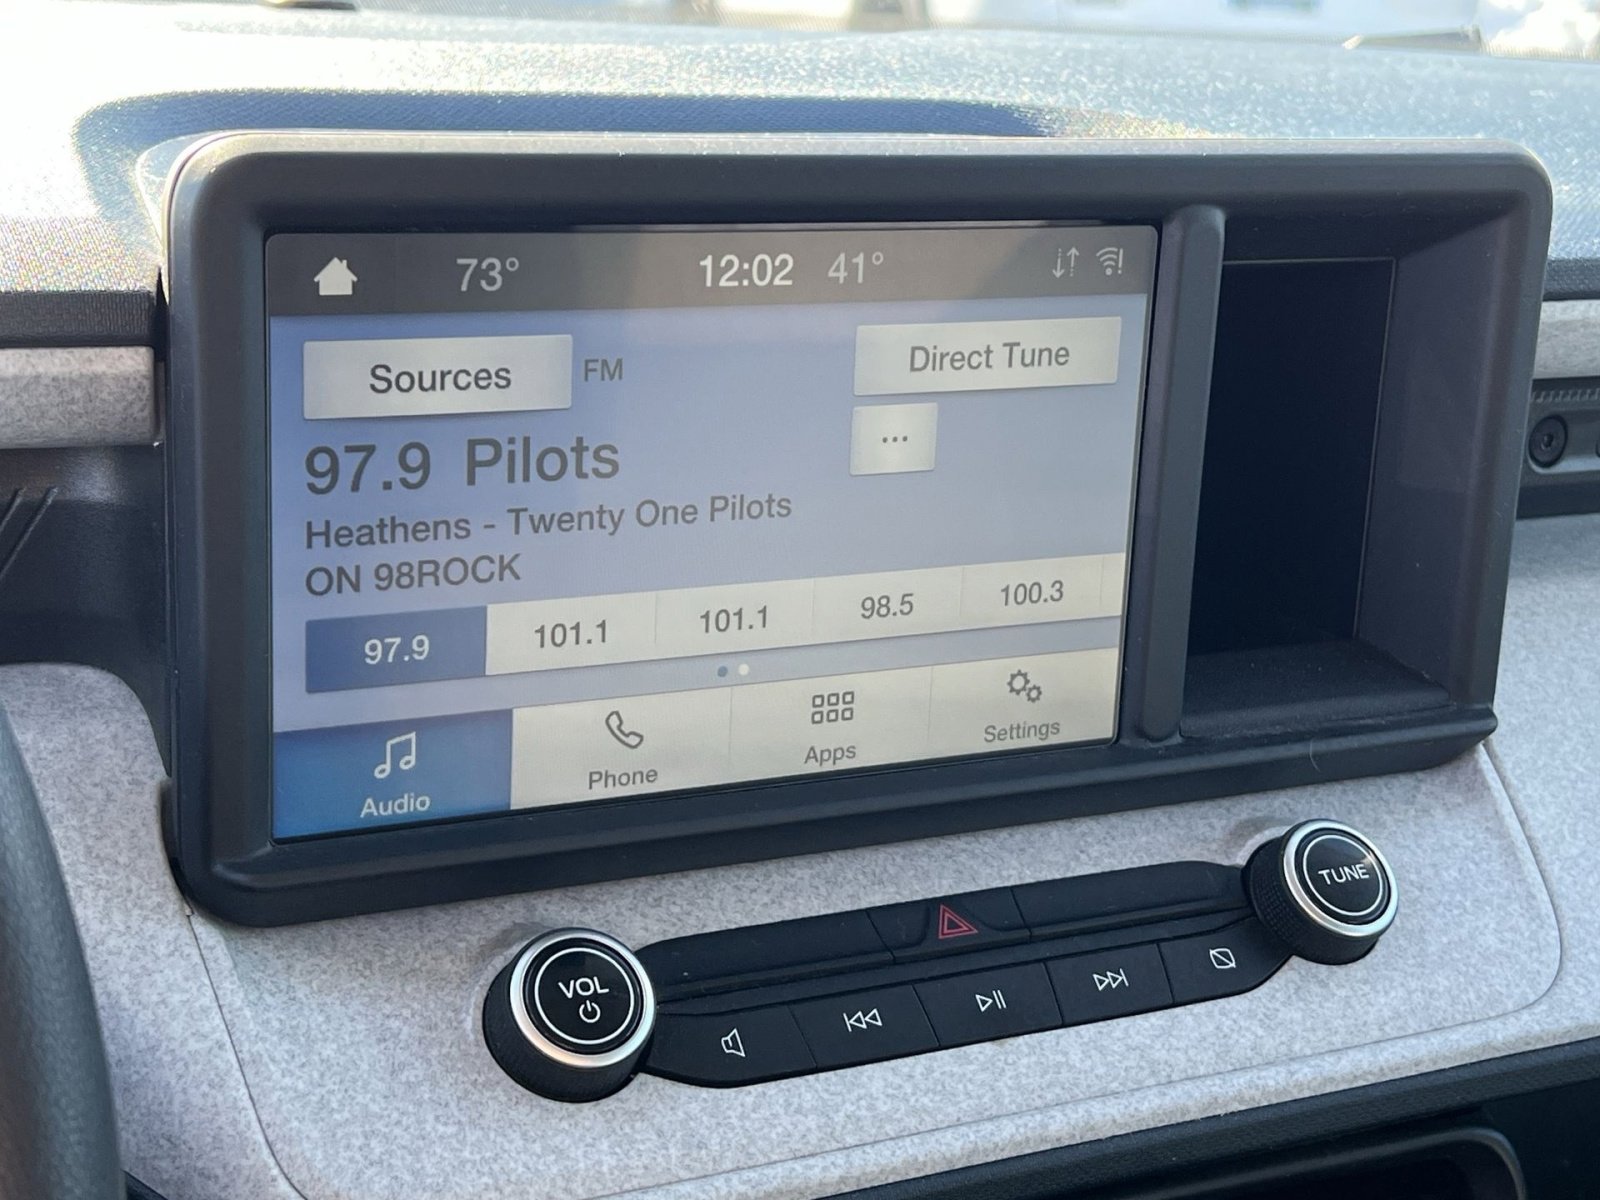 73° 12:02 41°
Sources FM Direct Tune
97.9 Pilots ...
Heathens - Twenty One Pilots
ON 98ROCK
97.9 101.1 101.1 98.5 100.3
Audio Phone Apps Settings
VOL TUNE